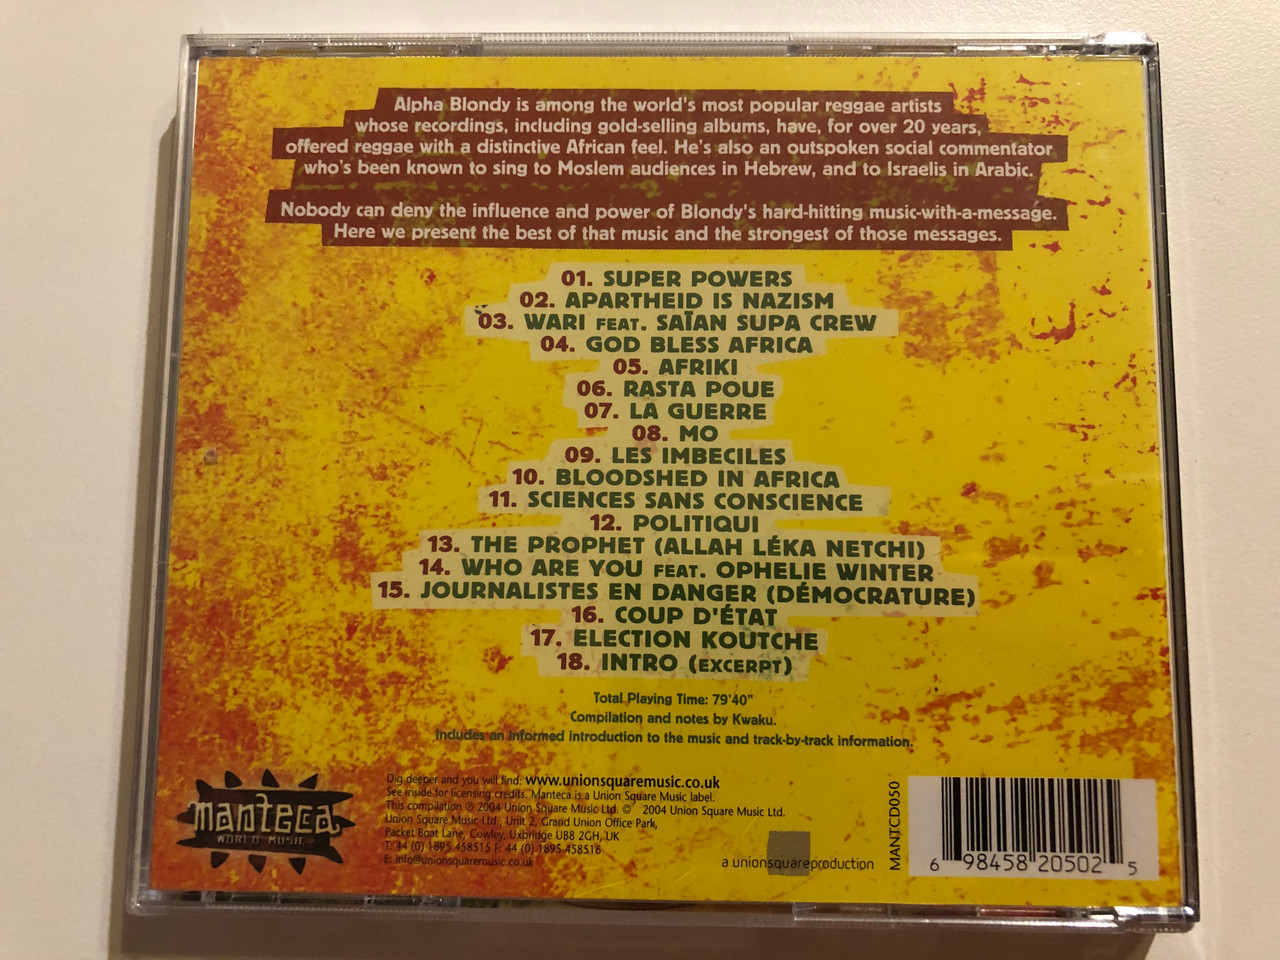 Alpha Blondy is among the world's most popular reggae artists
whose recordings, including gold-selling albums, have, for over 20 years,
offered reggae with a distinctive African feel. He's also an outspoken social commentator
who's been known to sing to Moslem audiences in Hebrew, and to Israelis in Arabic.
Nobody can deny the influence and power of Blondy's hard-hitting music-with-a-message.
Here we present the best of that music and the strongest of those messages.
01. SUPER POWERS
02. APARTHEID IS NAZISM
03. WARI FEAT. SAÏAN SUPA CREW
04. GOD BLESS AFRICA
05. AFRIKI
06. RASTA POUE
07. LA GUERRE
08. MO
09. LES IMBECILES
10. BLOODSHED IN AFRICA
11. SCIENCES SANS CONSCIENCE
12. POLITIQUI
13. THE PROPHET (ALLAH LÉKA NETCHI)
14. WHO ARE YOU FEAT. OPHELIE WINTER
15. JOURNALISTES EN DANGER (DÉMOCRATURE)
16. COUP D'ÉTAT
17. ELECTION KOUTCHE
18. INTRO (EXCERPT)
Total Playing Time: 79'40"
Compilation and notes by Kwaku.
Includes an informed introduction to the music and track-by-track information.
manteca
WORLD MUSIC
Dig deeper and you will find: www.unionsquaremusic.co.uk
See inside for licensing credits. Manteca is a Union Square Music label.
This compilation ℗ 2004 Union Square Music Ltd. © 2004 Union Square Music Ltd.
Union Square Music Ltd., Unit 2, Grand Union Office Park,
Packet Boat Lane, Cowley, Uxbridge UB8 2GH, UK
T: 44 (0) 1895 458515 F: 44 (0) 1895 458516
E: info@unionsquaremusic.co.uk
a unionsquareproduction
MANTCD050
6 98458 20502 5